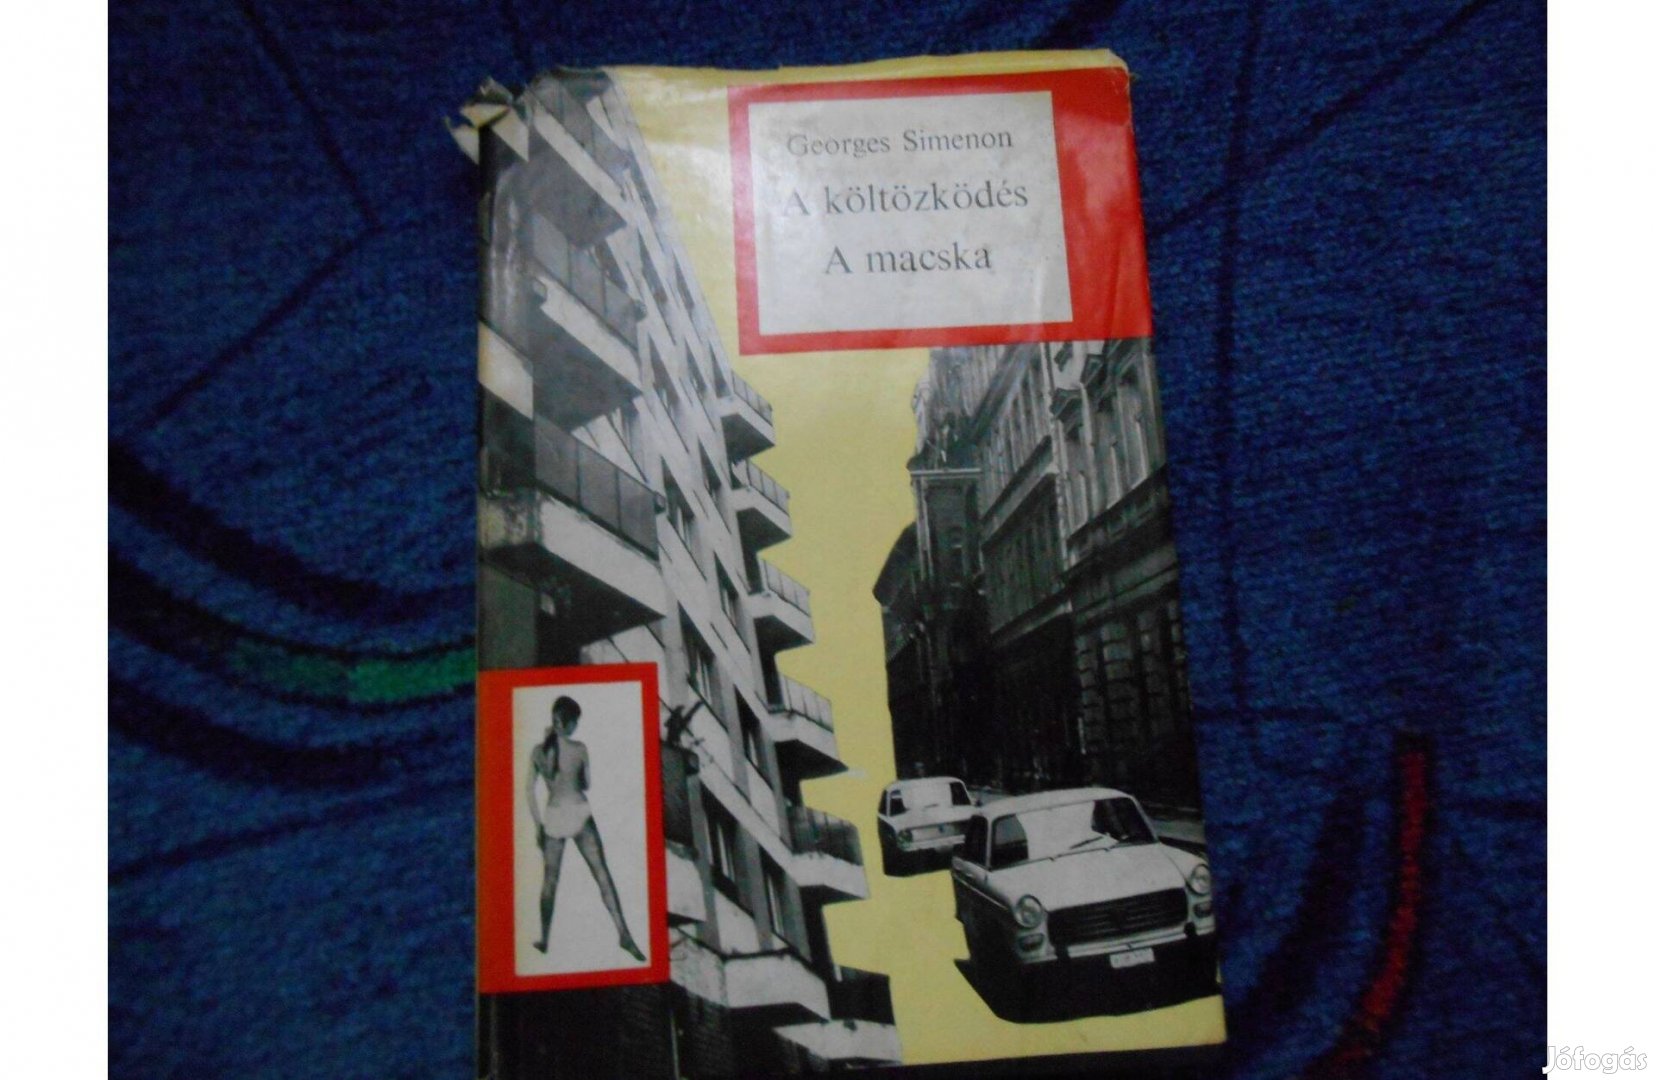 Georges Simenon
A költözködés
A macska
Jófogás